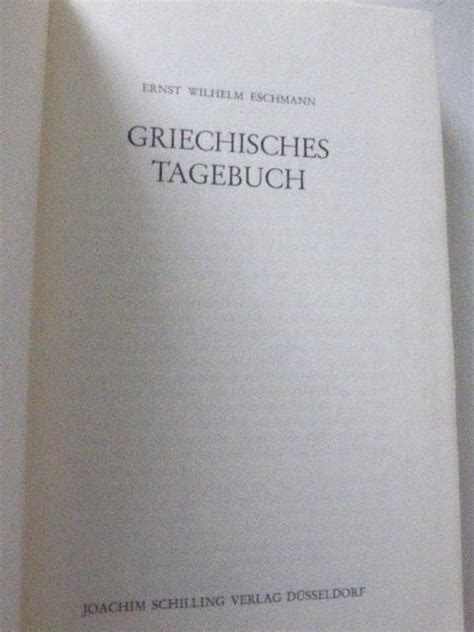 ERNST WILHELM ESCHMANN
GRIECHISCHES
TAGEBUCH
JOACHIM SCHILLING VERLAG DÜSSELDORF